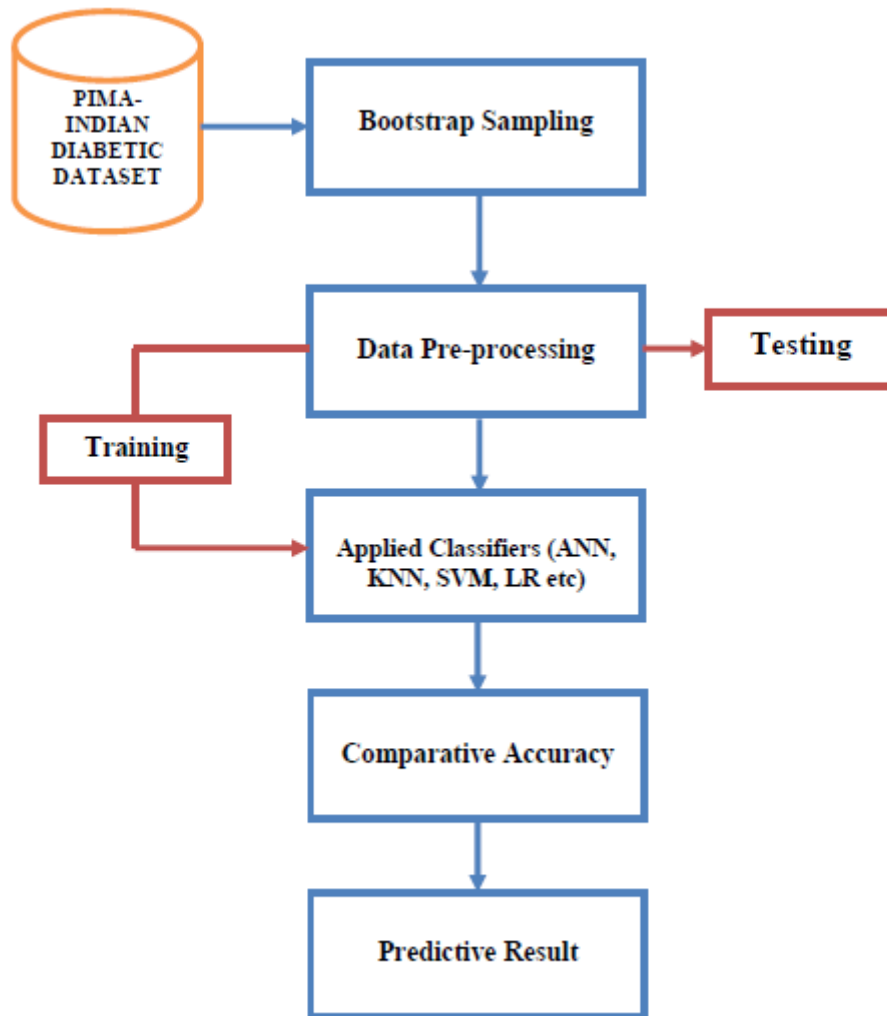 PIMA-
INDIAN
DIABETIC
DATASET
Bootstrap Sampling
Data Pre-processing
Testing
Training
Applied Classifiers (ANN,
KNN, SVM, LR etc)
Comparative Accuracy
Predictive Result